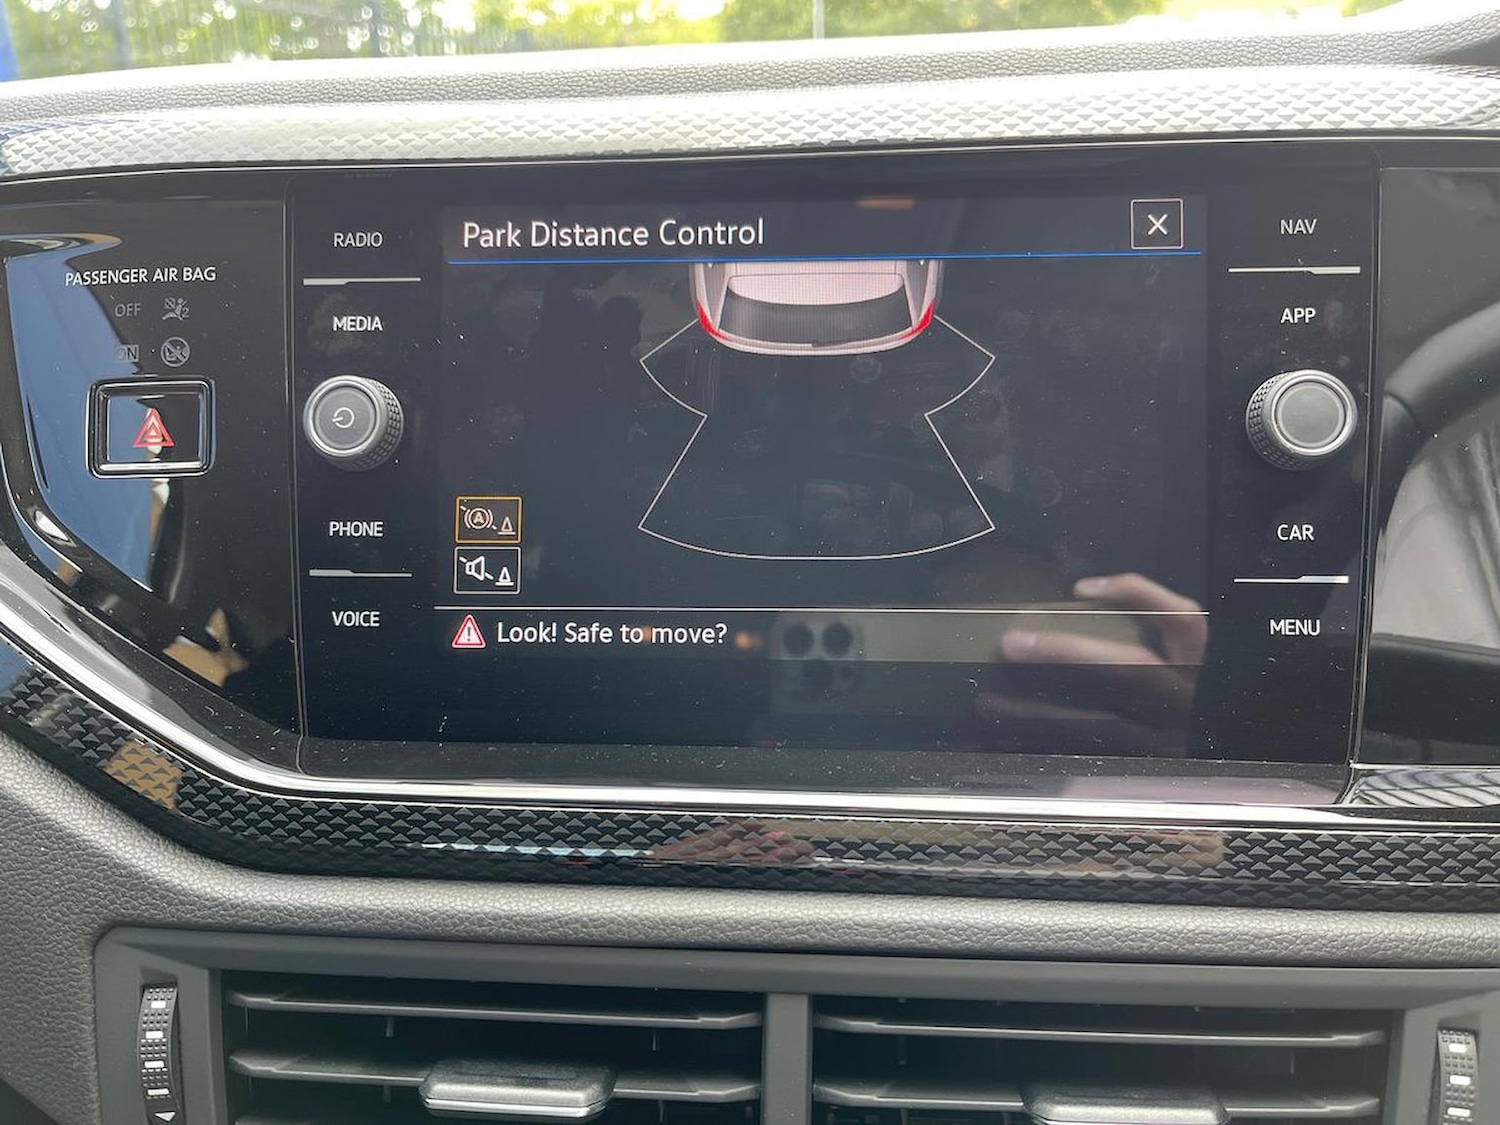 PASSENGER AIR BAG
OFF 2
ON
RADIO
MEDIA
PHONE
VOICE
Park Distance Control
A
Look! Safe to move?
NAV
APP
CAR
MENU